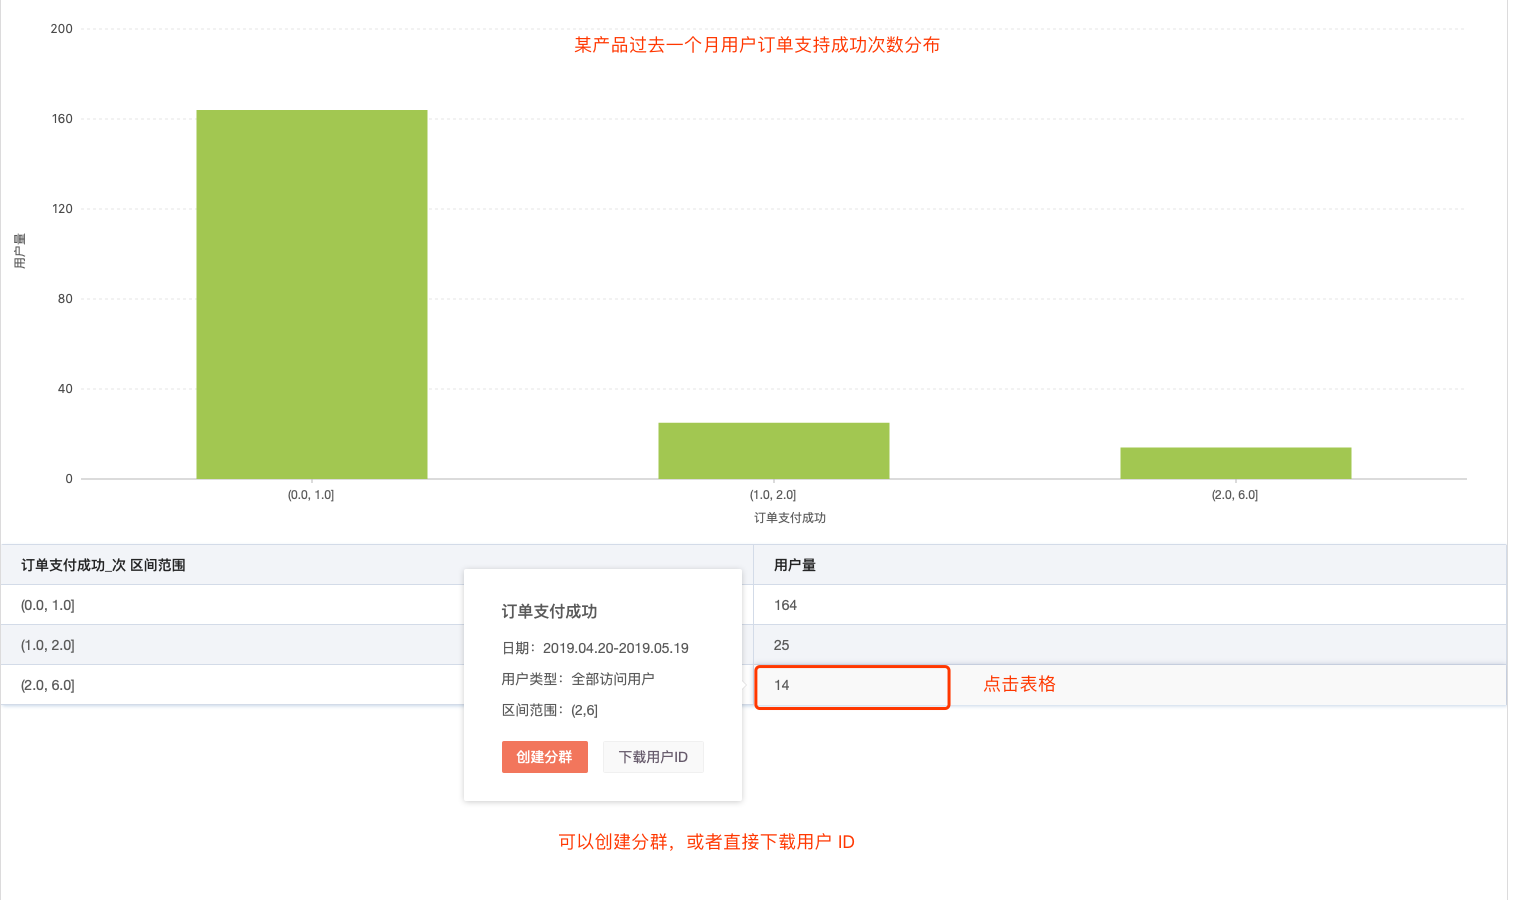 某产品过去一个月用户订单支持成功次数分布
200
160
120
80
40
0
用户量
(0.0, 1.0]
(1.0, 2.0]
(2.0, 6.0]
订单支付成功
订单支付成功_次 区间范围
用户量
(0.0, 1.0]
164
(1.0, 2.0]
25
(2.0, 6.0]
14
点击表格
订单支付成功
日期：2019.04.20-2019.05.19
用户类型：全部访问用户
区间范围：(2,6]
创建分群
下载用户ID
可以创建分群，或者直接下载用户 ID